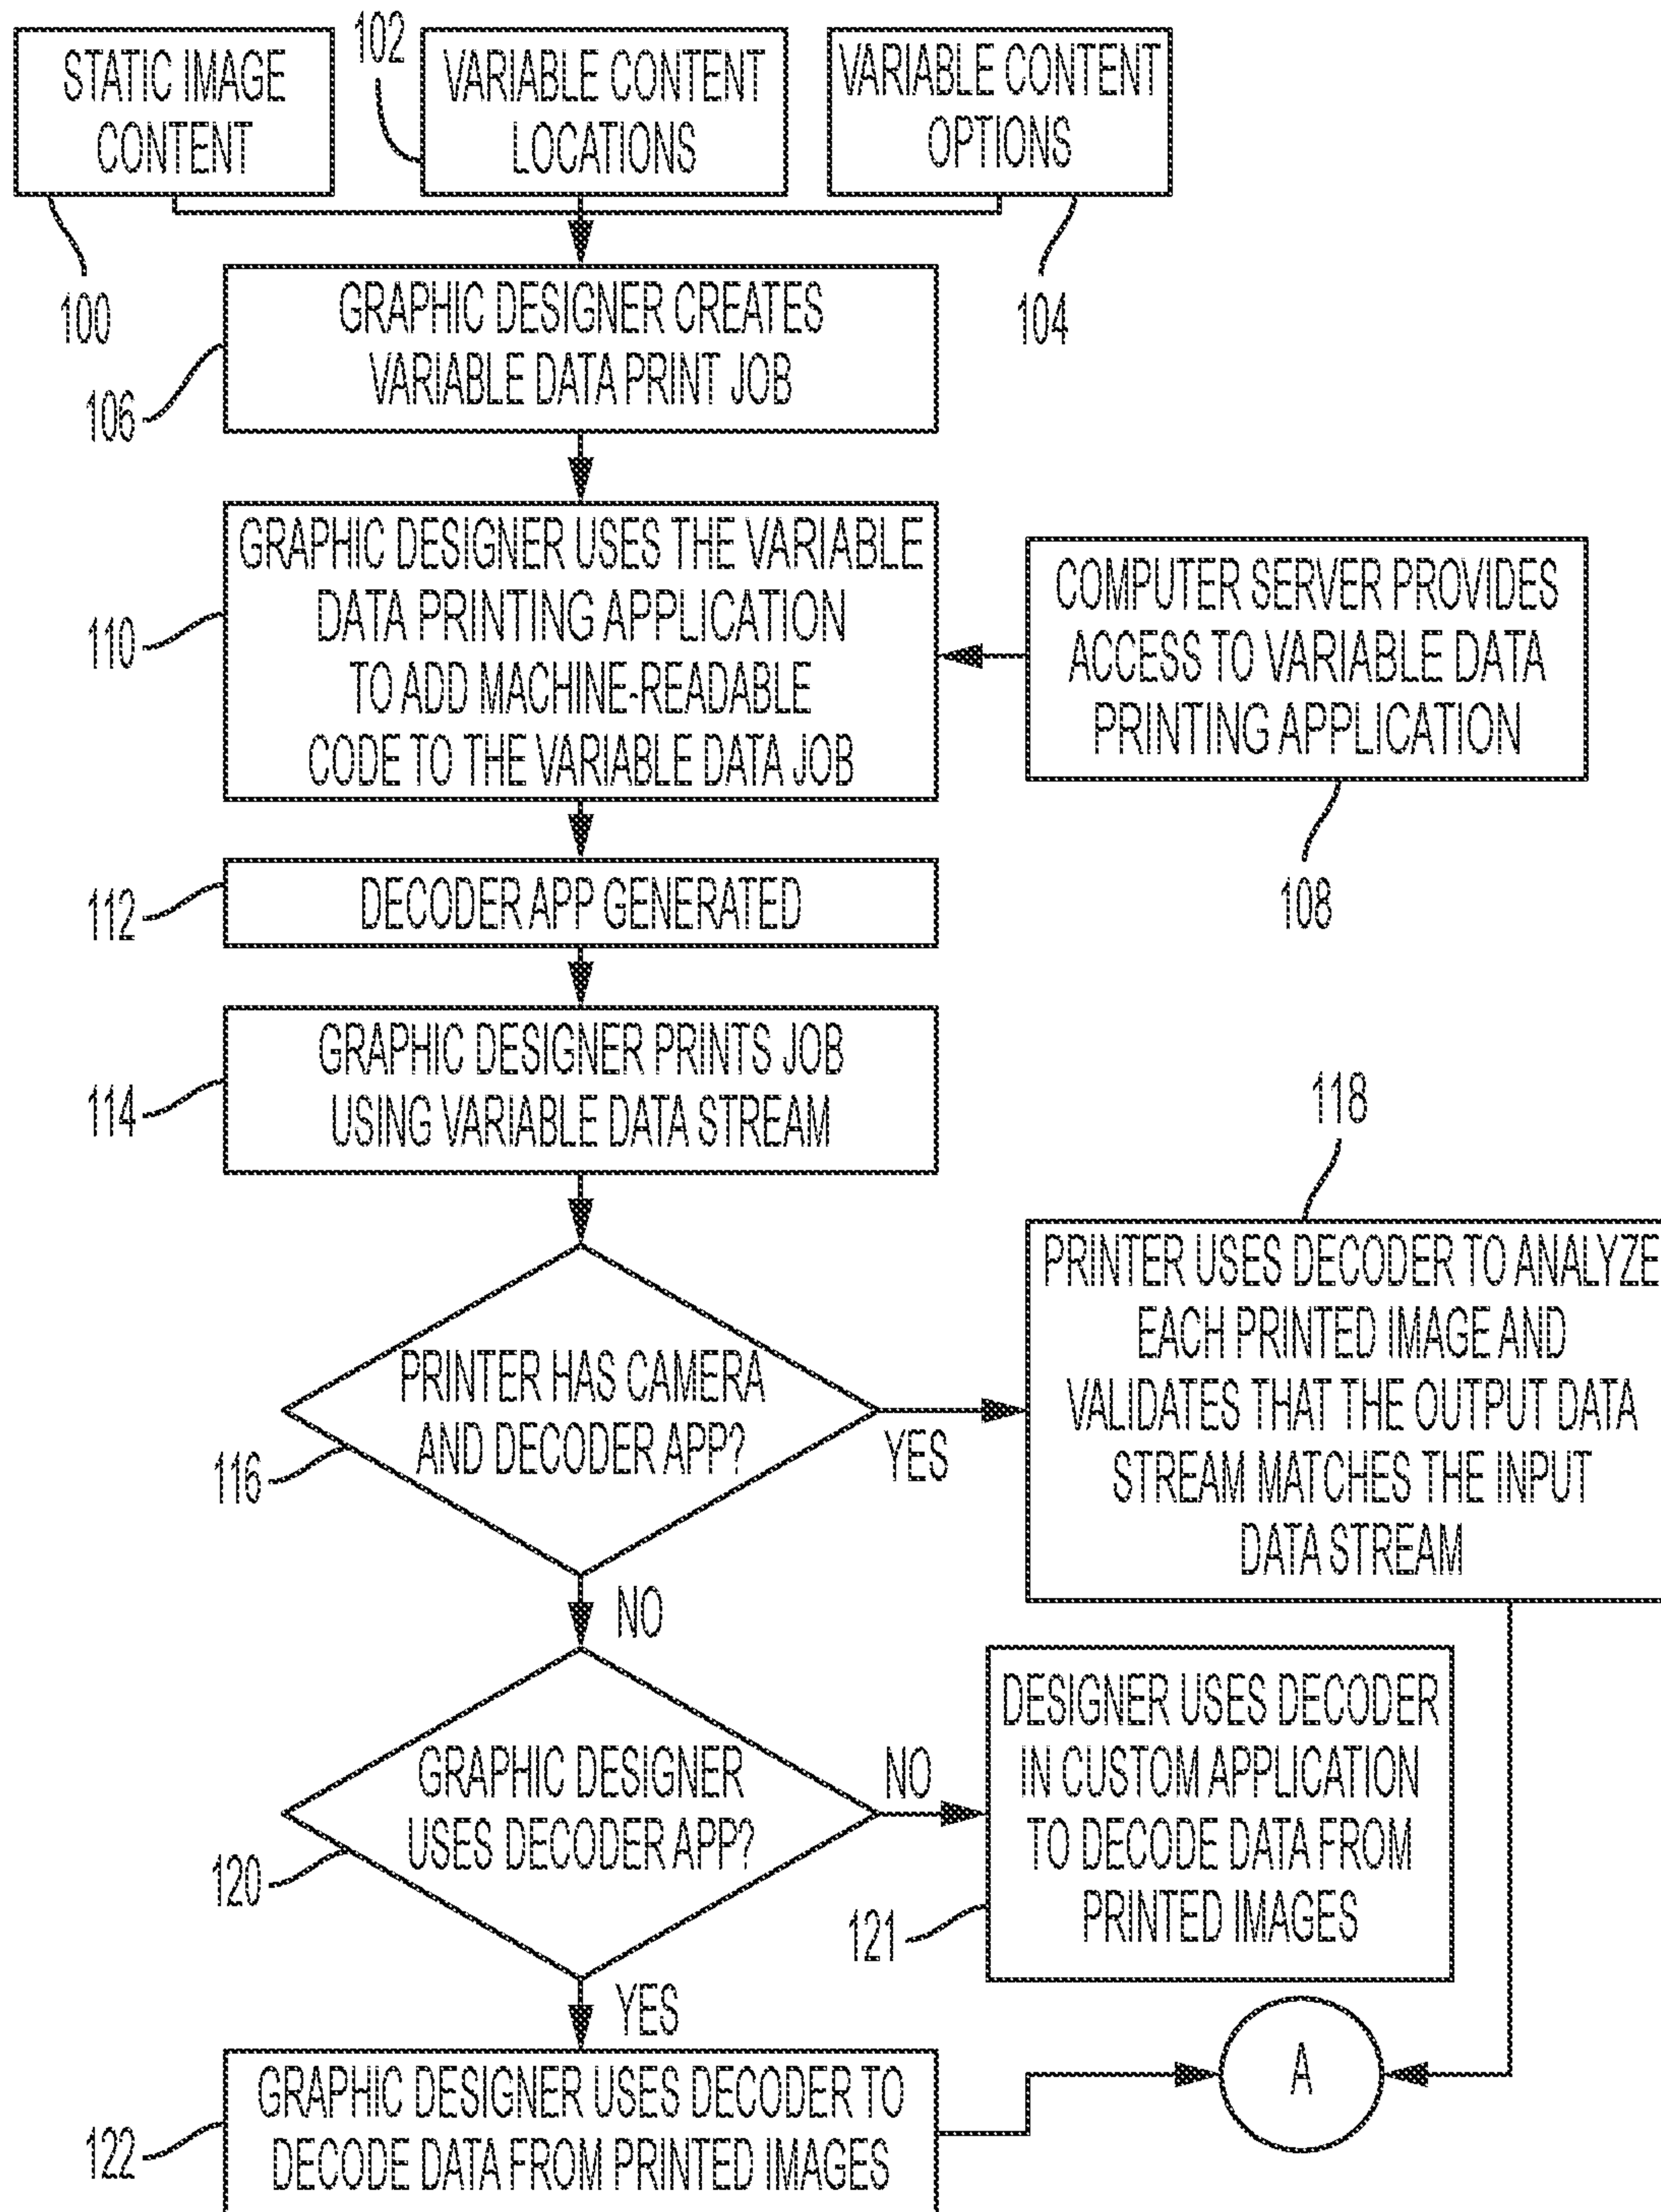 STATIC IMAGE
CONTENT
100
102
VARIABLE CONTENT
LOCATIONS
VARIABLE CONTENT
OPTIONS
104
GRAPHIC DESIGNER CREATES
VARIABLE DATA PRINT JOB
106
GRAPHIC DESIGNER USES THE VARIABLE
DATA PRINTING APPLICATION
TO ADD MACHINE-READABLE
CODE TO THE VARIABLE DATA JOB
110
COMPUTER SERVER PROVIDES
ACCESS TO VARIABLE DATA
PRINTING APPLICATION
108
DECODER APP GENERATED
112
GRAPHIC DESIGNER PRINTS JOB
USING VARIABLE DATA STREAM
114
PRINTER HAS CAMERA
AND DECODER APP?
116
YES
NO
118
PRINTER USES DECODER TO ANALYZE
EACH PRINTED IMAGE AND
VALIDATES THAT THE OUTPUT DATA
STREAM MATCHES THE INPUT
DATA STREAM
GRAPHIC DESIGNER
USES DECODER APP?
120
NO
YES
DESIGNER USES DECODER
IN CUSTOM APPLICATION
TO DECODE DATA FROM
PRINTED IMAGES
121
GRAPHIC DESIGNER USES DECODER TO
DECODE DATA FROM PRINTED IMAGES
122
A